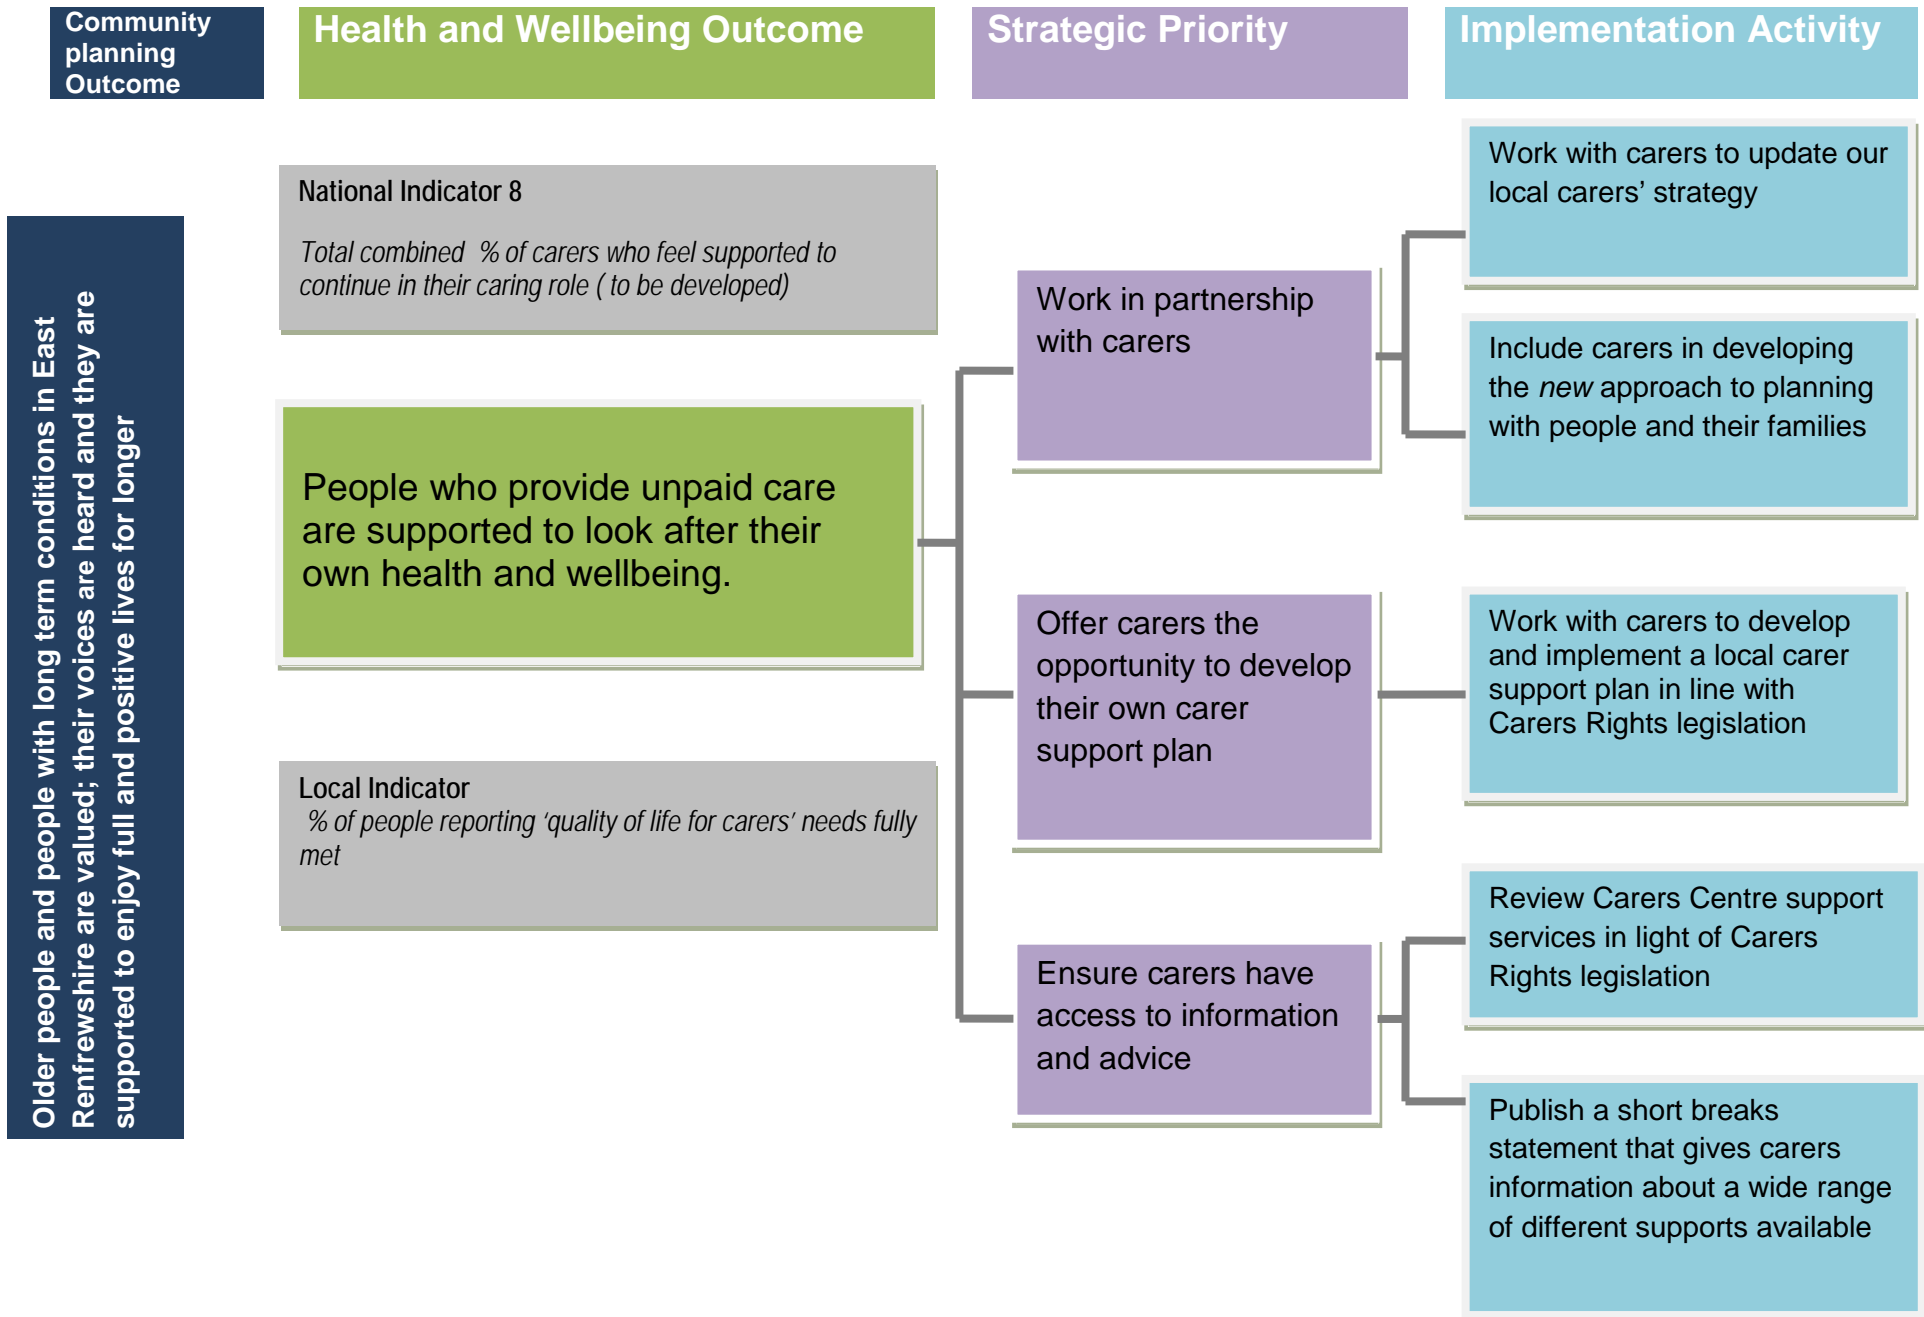 Community
planning
Outcome
Health and Wellbeing Outcome
Strategic Priority
Implementation Activity
Older people and people with long term conditions in East
Renfrewshire are valued; their voices are heard and they are
supported to enjoy full and positive lives for longer
National Indicator 8
Total combined % of carers who feel supported to
continue in their caring role ( to be developed)
People who provide unpaid care
are supported to look after their
own health and wellbeing.
Local Indicator
% of people reporting ‘quality of life for carers’ needs fully
met
Work in partnership
with carers
Offer carers the
opportunity to develop
their own carer
support plan
Ensure carers have
access to information
and advice
Work with carers to update our
local carers’ strategy
Include carers in developing
the new approach to planning
with people and their families
Work with carers to develop
and implement a local carer
support plan in line with
Carers Rights legislation
Review Carers Centre support
services in light of Carers
Rights legislation
Publish a short breaks
statement that gives carers
information about a wide range
of different supports available